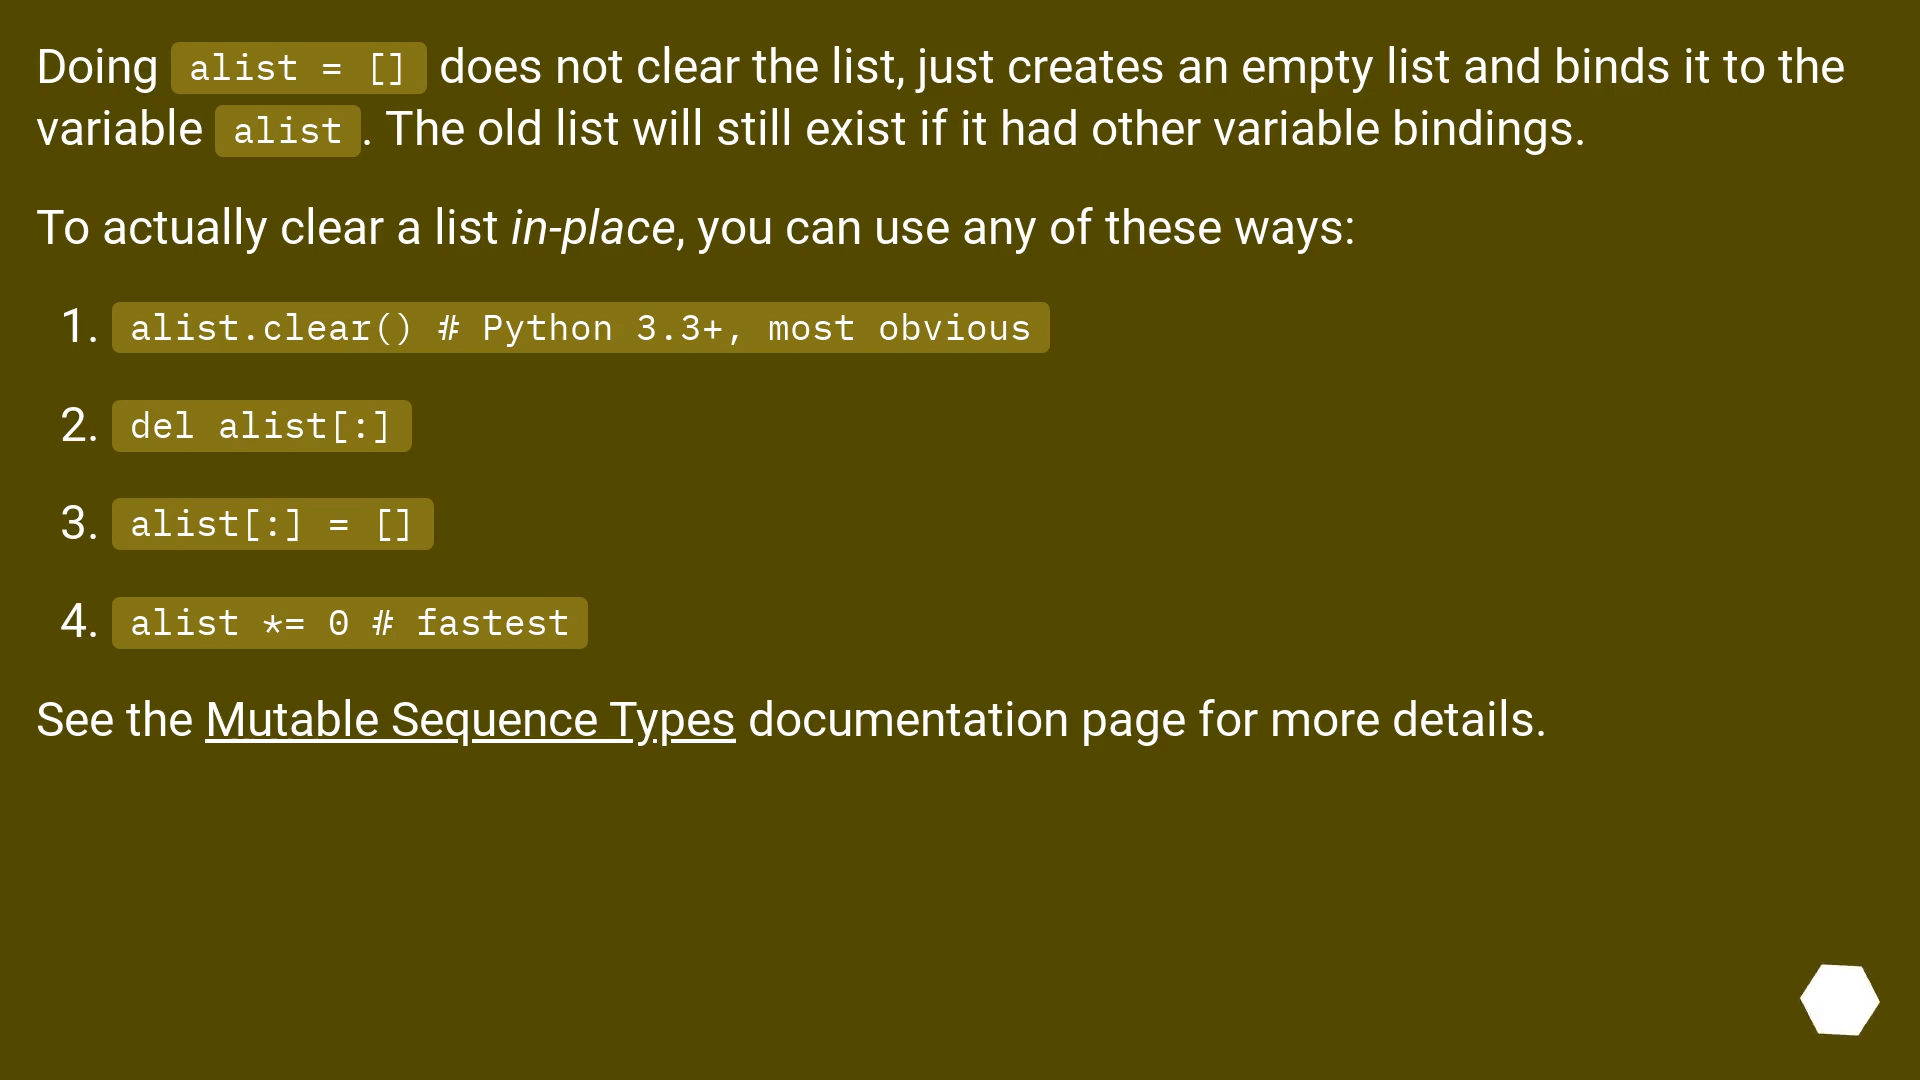 Doing alist = [] does not clear the list, just creates an empty list and binds it to the
variable alist. The old list will still exist if it had other variable bindings.
To actually clear a list in-place, you can use any of these ways:
1. alist.clear() # Python 3.3+, most obvious
2. del alist[:]
3. alist[:] = []
4. alist *= 0 # fastest
See the Mutable Sequence Types documentation page for more details.